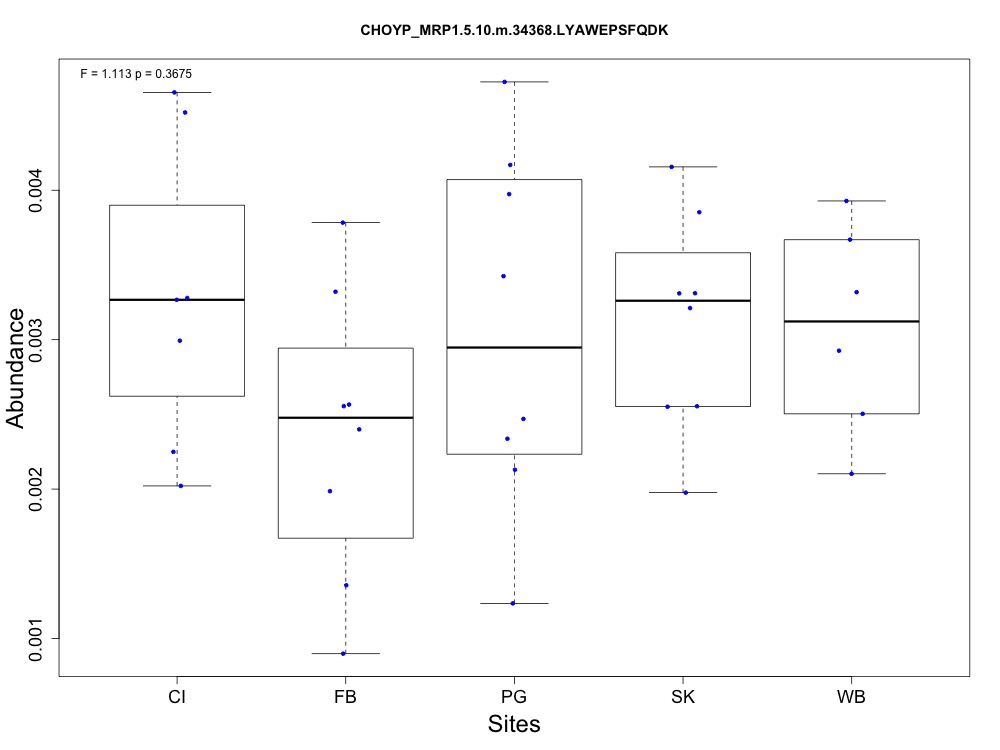 CHOYP_MRP1.5.10.m.34368.LYAWEPSFQDK
F = 1.113 p = 0.3675
Abundance
0.004
0.003
0.002
0.001
CI FB PG SK WB
Sites